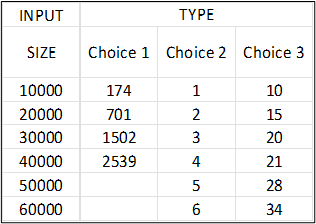 INPUT TYPE
SIZE Choice 1 Choice 2 Choice 3
10000 174 1 10
20000 701 2 15
30000 1502 3 20
40000 2539 4 21
50000 5 28
60000 6 34